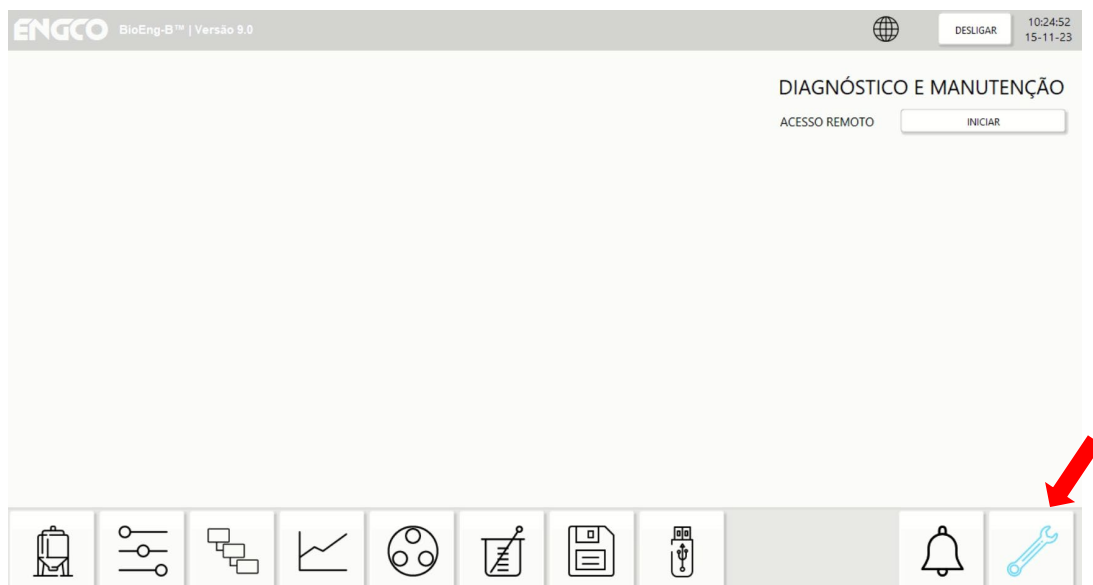 ENGCO BioEng-B™ | Versão 9.0
DESLIGAR
10:24:52
15-11-23
DIAGNÓSTICO E MANUTENÇÃO
ACESSO REMOTO INICIAR